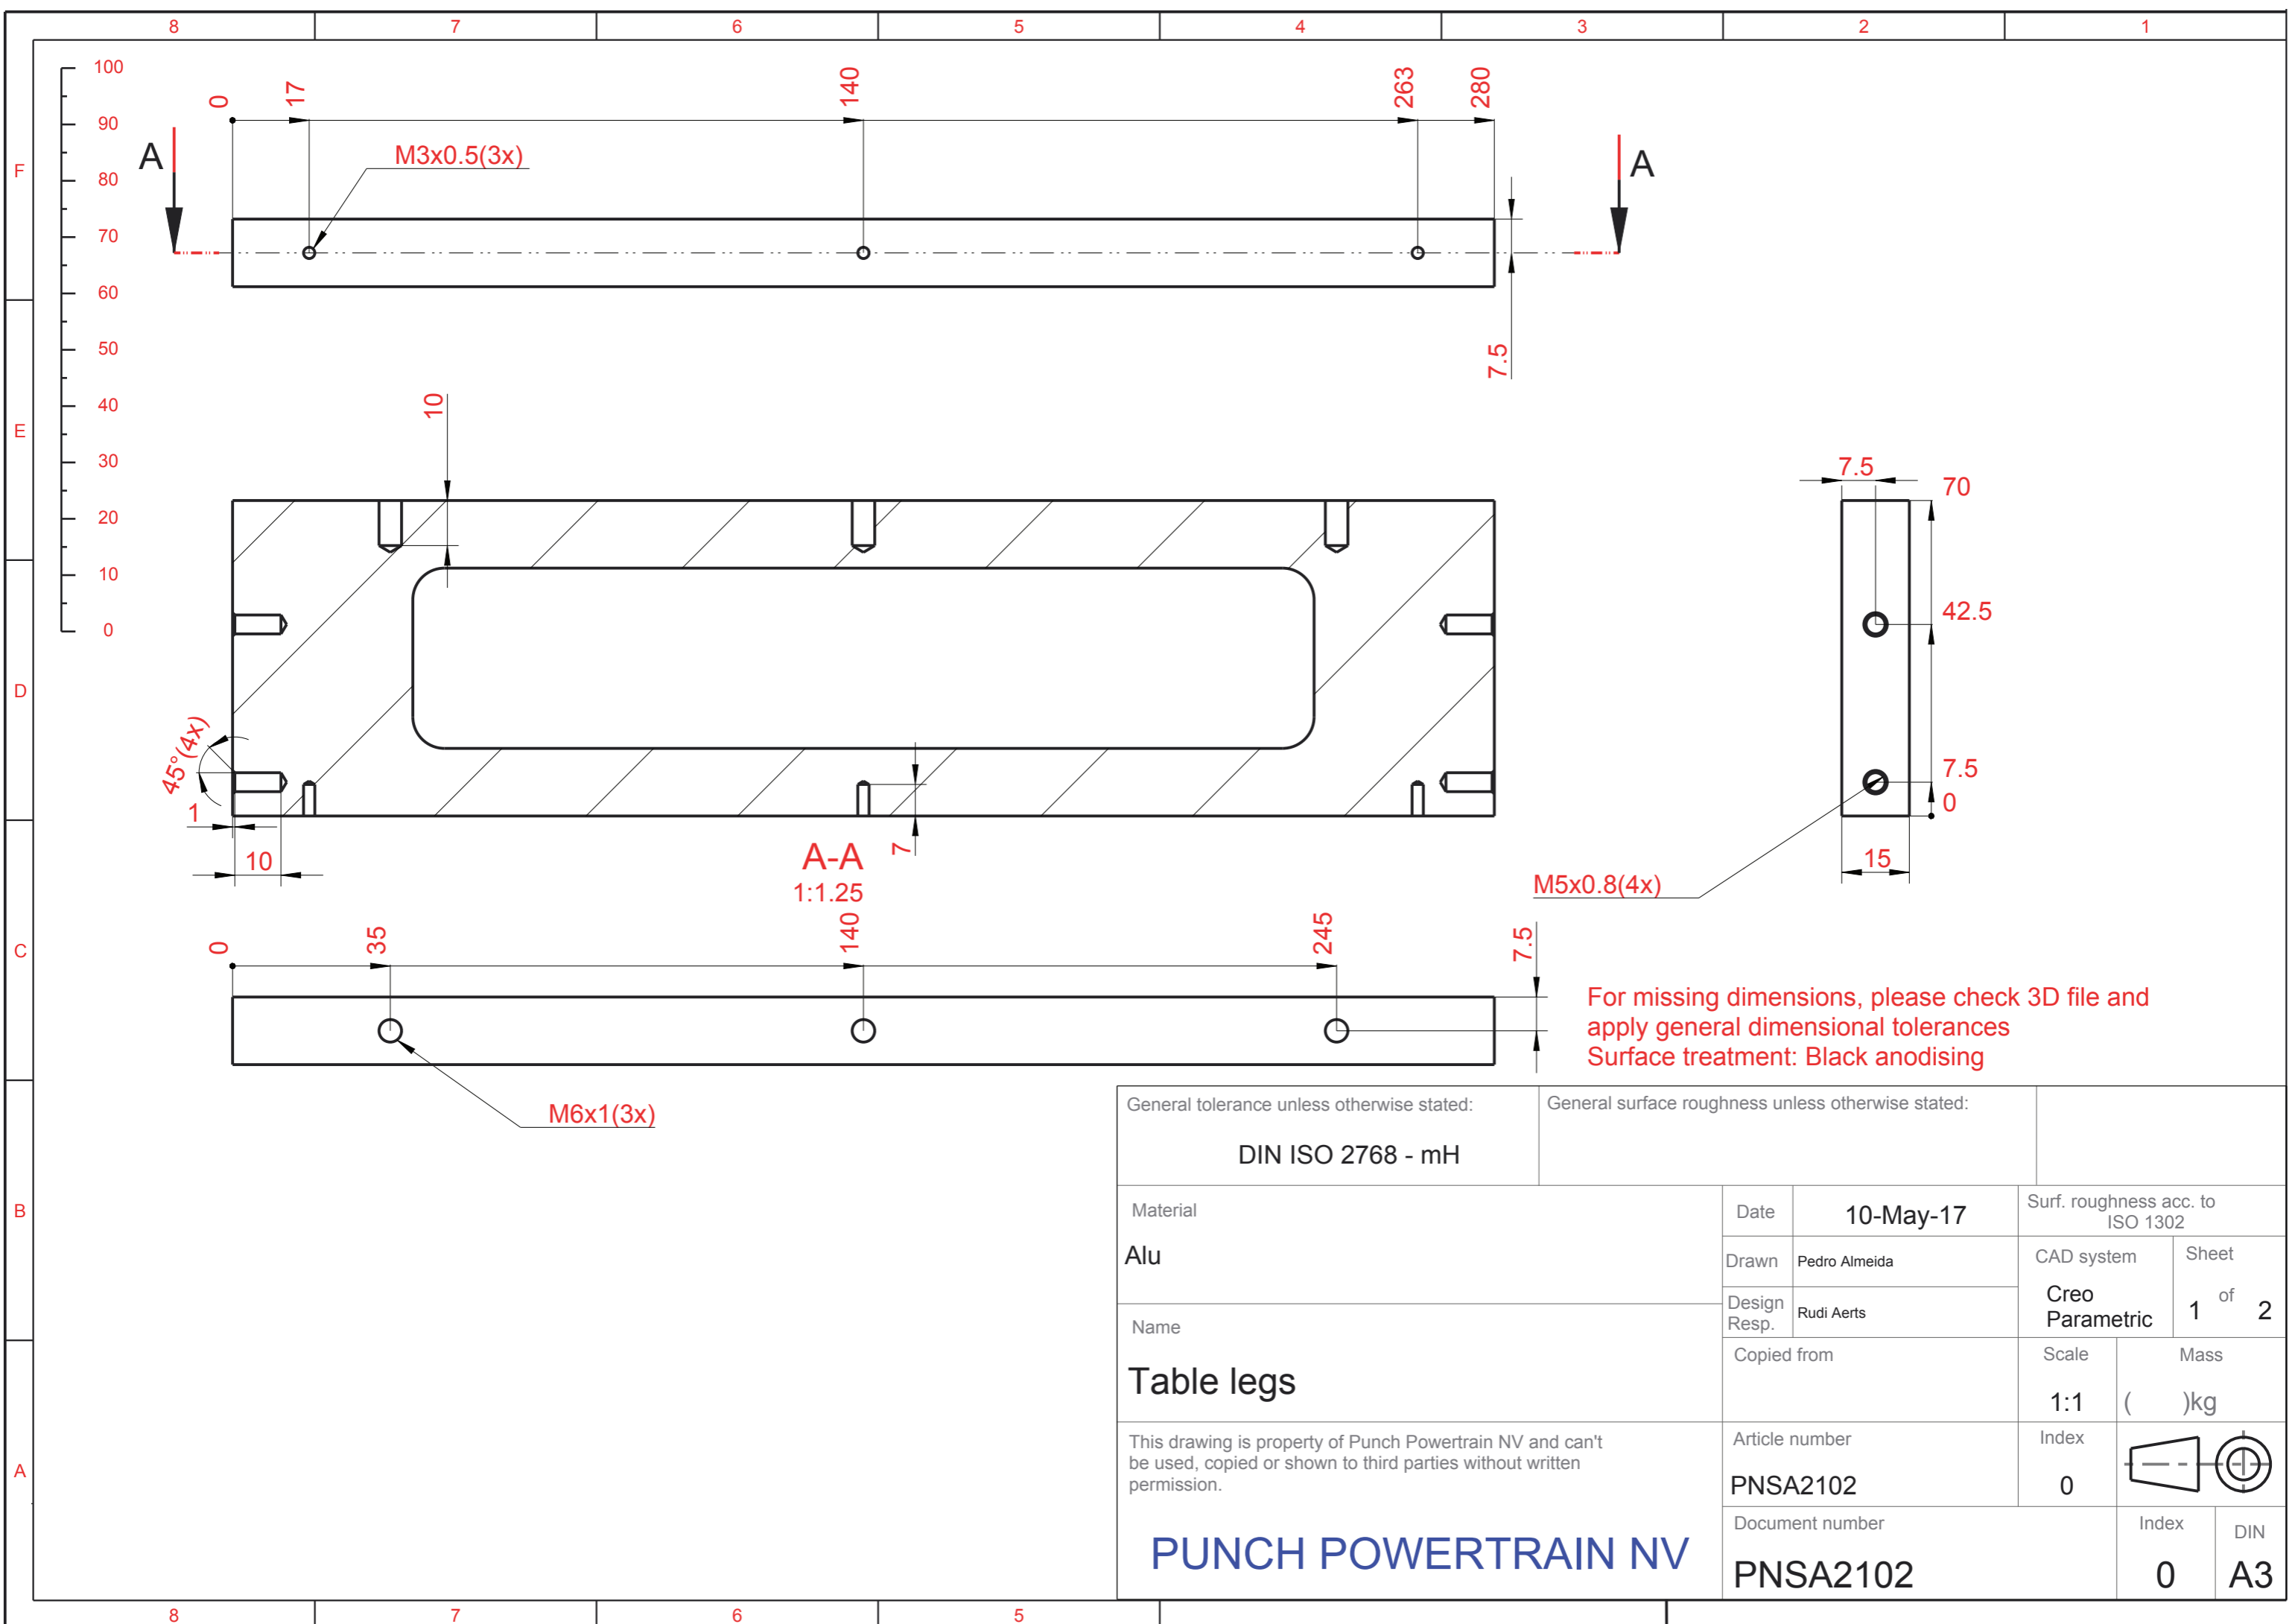 8 7 6 5 4 3 2 1
100
90
80
70
60
50
40
30
20
10
0
F
E
D
C
B
A
0 17 140 263 280
A A
M3x0.5(3x)
7.5
10
45°(4x)
1
10
7
A-A
1:1.25
7.5
70
42.5
7.5
0
15
M5x0.8(4x)
0 35 140 245 7.5
M6x1(3x)
For missing dimensions, please check 3D file and
apply general dimensional tolerances
Surface treatment: Black anodising
General tolerance unless otherwise stated:
DIN ISO 2768 - mH
General surface roughness unless otherwise stated:
Material
Alu
Date 10-May-17
Surf. roughness acc. to
ISO 1302
Drawn Pedro Almeida
Design
Resp.
Rudi Aerts
CAD system
Creo
Parametric
Sheet
1 of 2
Name
Table legs
Copied from
Scale
1:1
Mass
( )kg
This drawing is property of Punch Powertrain NV and can't
be used, copied or shown to third parties without written
permission.
PUNCH POWERTRAIN NV
Article number
PNSA2102
Index
0
Document number
PNSA2102
Index
0
DIN
A3
8 7 6 5